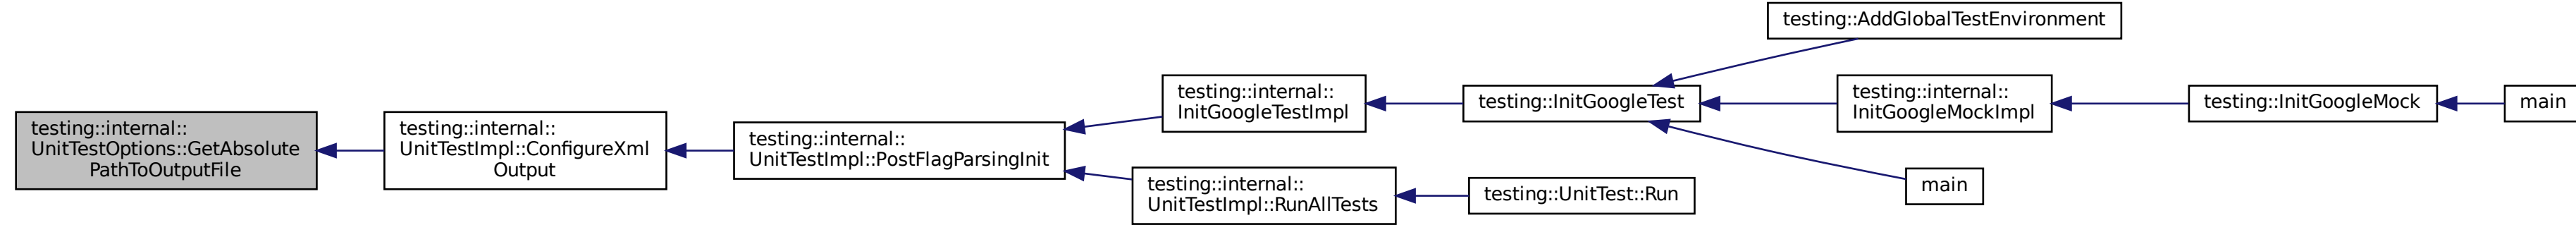 testing::internal::
UnitTestOptions::GetAbsolute
PathToOutputFile
testing::internal::
UnitTestImpl::ConfigureXml
Output
testing::internal::
UnitTestImpl::PostFlagParsingInit
testing::internal::
InitGoogleTestImpl
testing::internal::
UnitTestImpl::RunAllTests
testing::InitGoogleTest
testing::UnitTest::Run
testing::AddGlobalTestEnvironment
testing::internal::
InitGoogleMockImpl
main
testing::InitGoogleMock
main